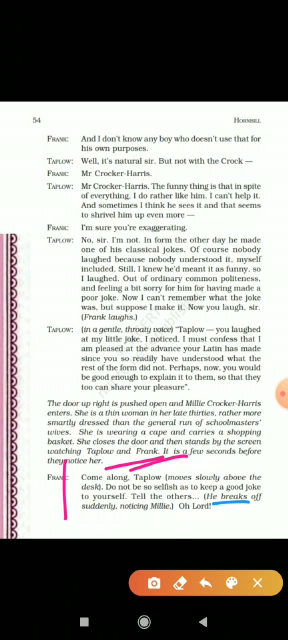 54
HORNBILL
FRANK: And I don't know any boy who doesn't use that for
his own purposes.
TAPLOW: Well, it's natural sir. But not with the Crock —
FRANK: Mr Crocker-Harris.
TAPLOW: Mr Crocker-Harris. The funny thing is that in spite
of everything, I do rather like him. I can't help it.
And sometimes I think he sees it and that seems
to shrivel him up even more —
FRANK: I'm sure you're exaggerating.
TAPLOW: No, sir. I'm not. In form the other day he made
one of his classical jokes. Of course nobody
laughed because nobody understood it, myself
included. Still, I knew he'd meant it as funny, so
I laughed. Out of ordinary common politeness,
and feeling a bit sorry for him for having made a
poor joke. Now I can't remember what the joke
was, but suppose I make it. Now you laugh, sir.
(Frank laughs.)
TAPLOW: (in a gentle, throaty voice) "Taplow — you laughed
at my little joke, I noticed. I must confess that I
am pleased at the advance your Latin has made
since you so readily have understood what the
rest of the form did not. Perhaps, now, you would
be good enough to explain it to them, so that they
too can share your pleasure".
The door up right is pushed open and Millie Crocker-Harris
enters. She is a thin woman in her late thirties, rather more
smartly dressed than the general run of schoolmasters'
wives. She is wearing a cape and carries a shopping
basket. She closes the door and then stands by the screen
watching Taplow and Frank. It is a few seconds before
they notice her.
FRANK: Come along, Taplow (moves slowly above the
desk). Do not be so selfish as to keep a good joke
to yourself. Tell the others... (He breaks off
suddenly, noticing Millie.) Oh Lord!